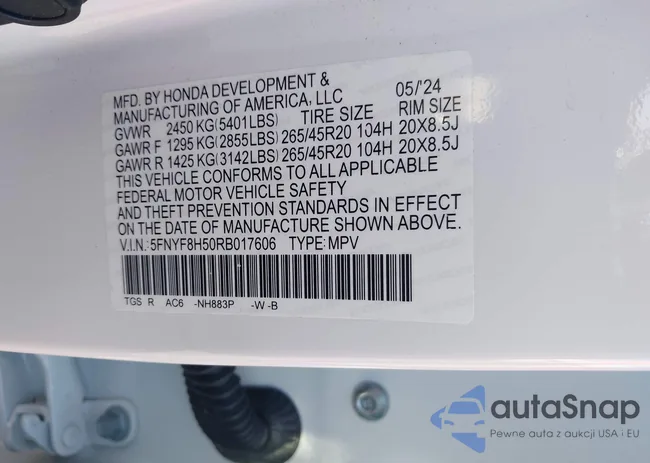 MFD. BY HONDA DEVELOPMENT & 05/'24
MANUFACTURING OF AMERICA, LLC
GVWR 2450 KG(5401LBS) TIRE SIZE RIM SIZE
GAWR F 1295 KG(2855LBS) 265/45R20 104H 20X8.5J
GAWR R 1425 KG(3142LBS) 265/45R20 104H 20X8.5J
THIS VEHICLE CONFORMS TO ALL APPLICABLE
FEDERAL MOTOR VEHICLE SAFETY
AND THEFT PREVENTION STANDARDS IN EFFECT
ON THE DATE OF MANUFACTURE SHOWN ABOVE.
V.I.N.: 5FNYF8H50RB017606 TYPE: MPV
TGS R AC6 -NH883P -W -B
autaSnap
Pewne auta z aukcji USA i EU